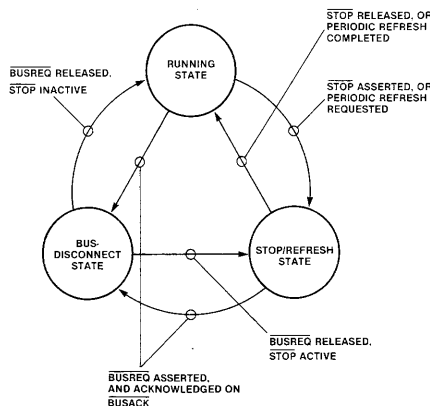 STOP RELEASED, OR
PERIODIC REFRESH
COMPLETED
RUNNING
STATE
BUSREQ RELEASED,
STOP INACTIVE
STOP ASSERTED, OR
PERIODIC REFRESH
REQUESTED
BUS-
DISCONNECT
STATE
STOP/REFRESH
STATE
BUSREQ RELEASED,
STOP ACTIVE
BUSREQ ASSERTED,
AND ACKNOWLEDGED ON
BUSACK